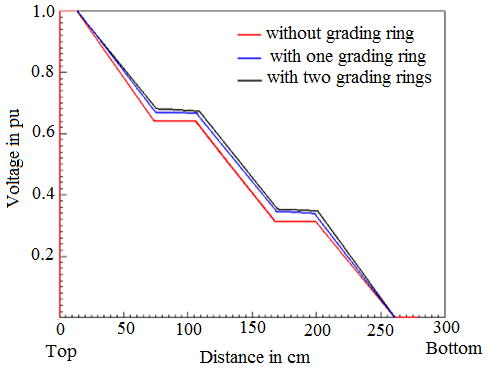 1.0
0.8
0.6
0.4
0.2
Voltage in pu
without grading ring
with one grading ring
with two grading rings
0 50 100 150 200 250 300
Top Distance in cm Bottom